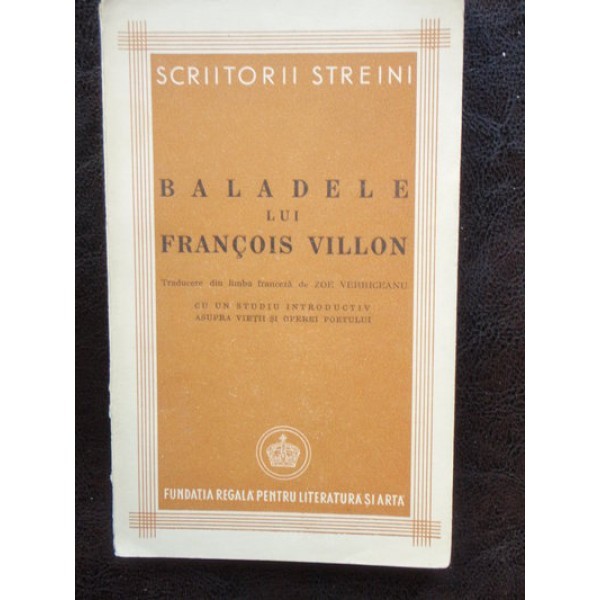 SCRIITORII STREINI
BALADELE
LUI
FRANÇOIS VILLON
Traducere din limba franceză de ZOE VERBICEANU
CU UN STUDIU INTRODUCTIV
ASUPRA VIEȚII ȘI OPEREI POETULUI
FUNDAȚIA REGALĂ PENTRU LITERATURĂ ȘI ARTĂ